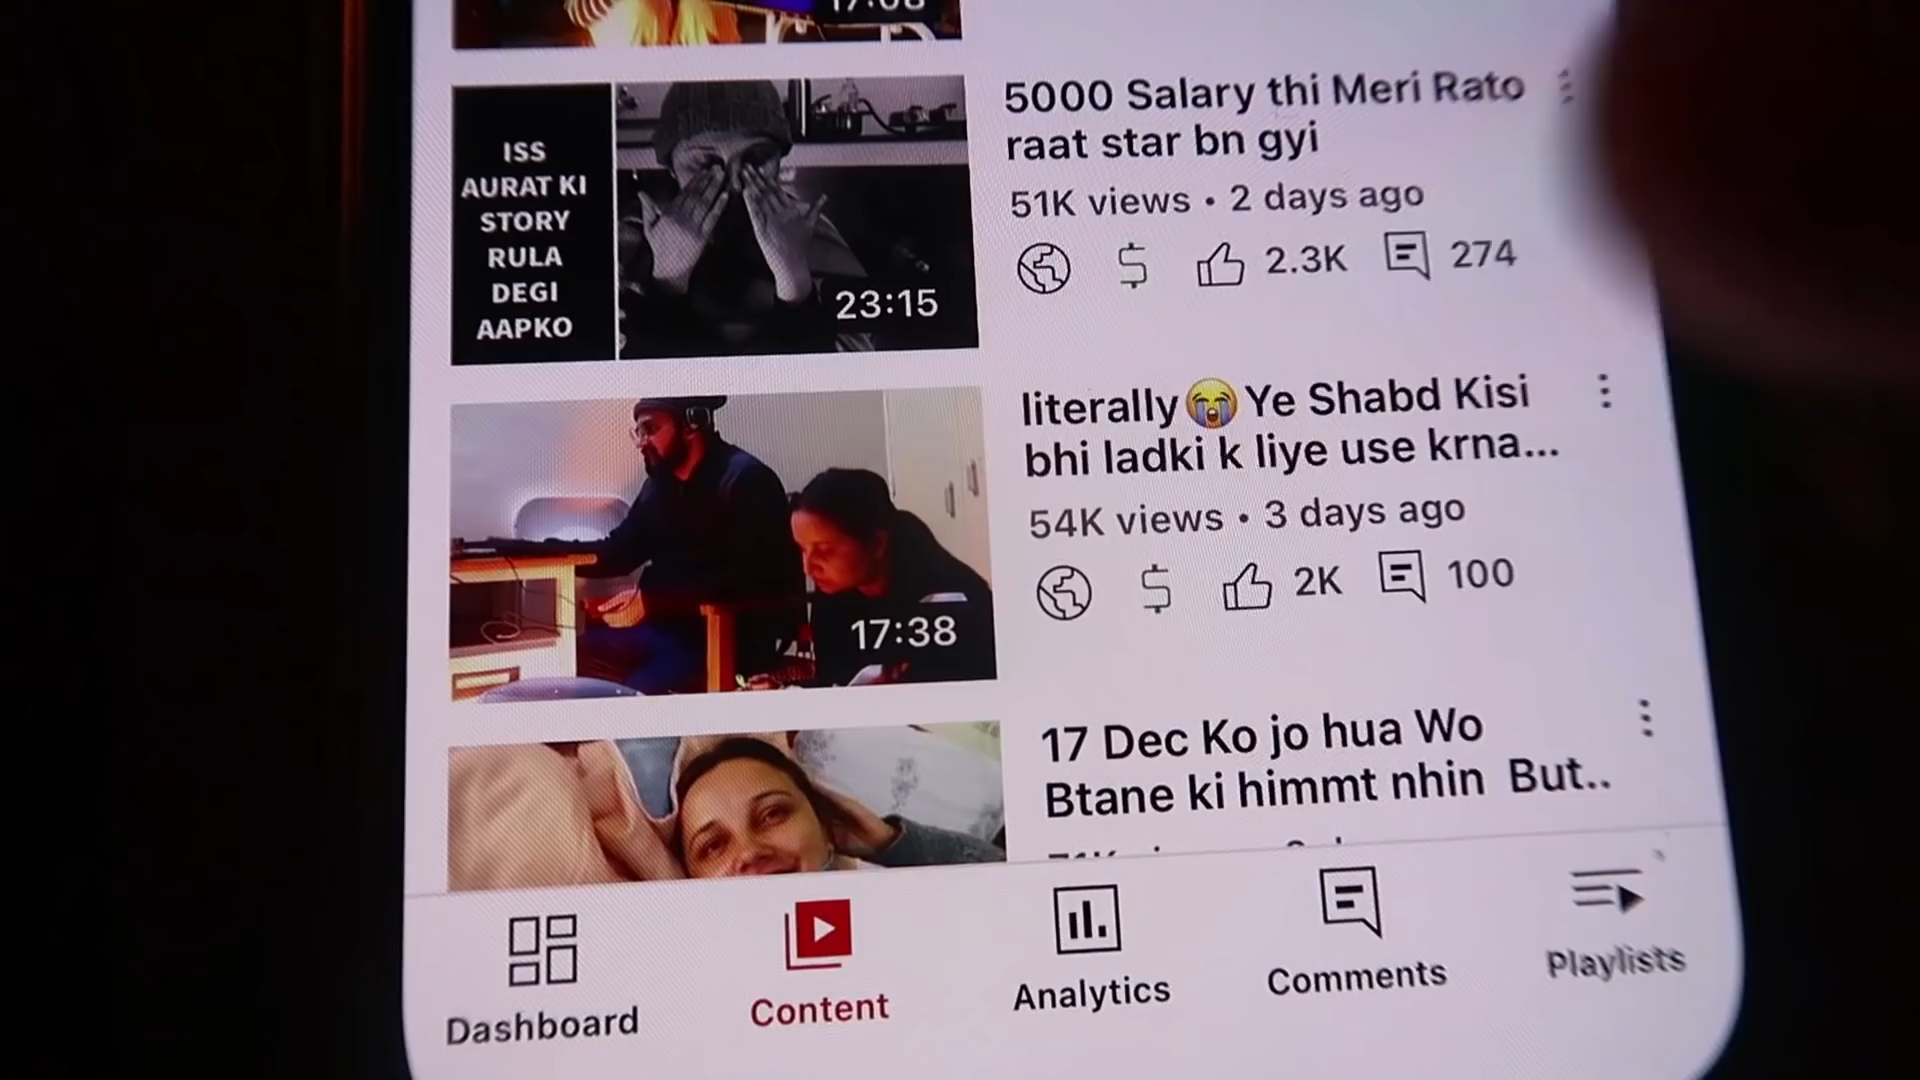 5000 Salary thi Meri Rato
raat star bn gyi
51K views • 2 days ago
2.3K 274
ISS
AURAT KI
STORY
RULA
DEGI
AAPKO
23:15
literally😭Ye Shabd Kisi
bhi ladki k liye use krna...
54K views • 3 days ago
2K 100
17:38
17 Dec Ko jo hua Wo
Btane ki himmt nhin But..
Dashboard
Content
Analytics
Comments
Playlists